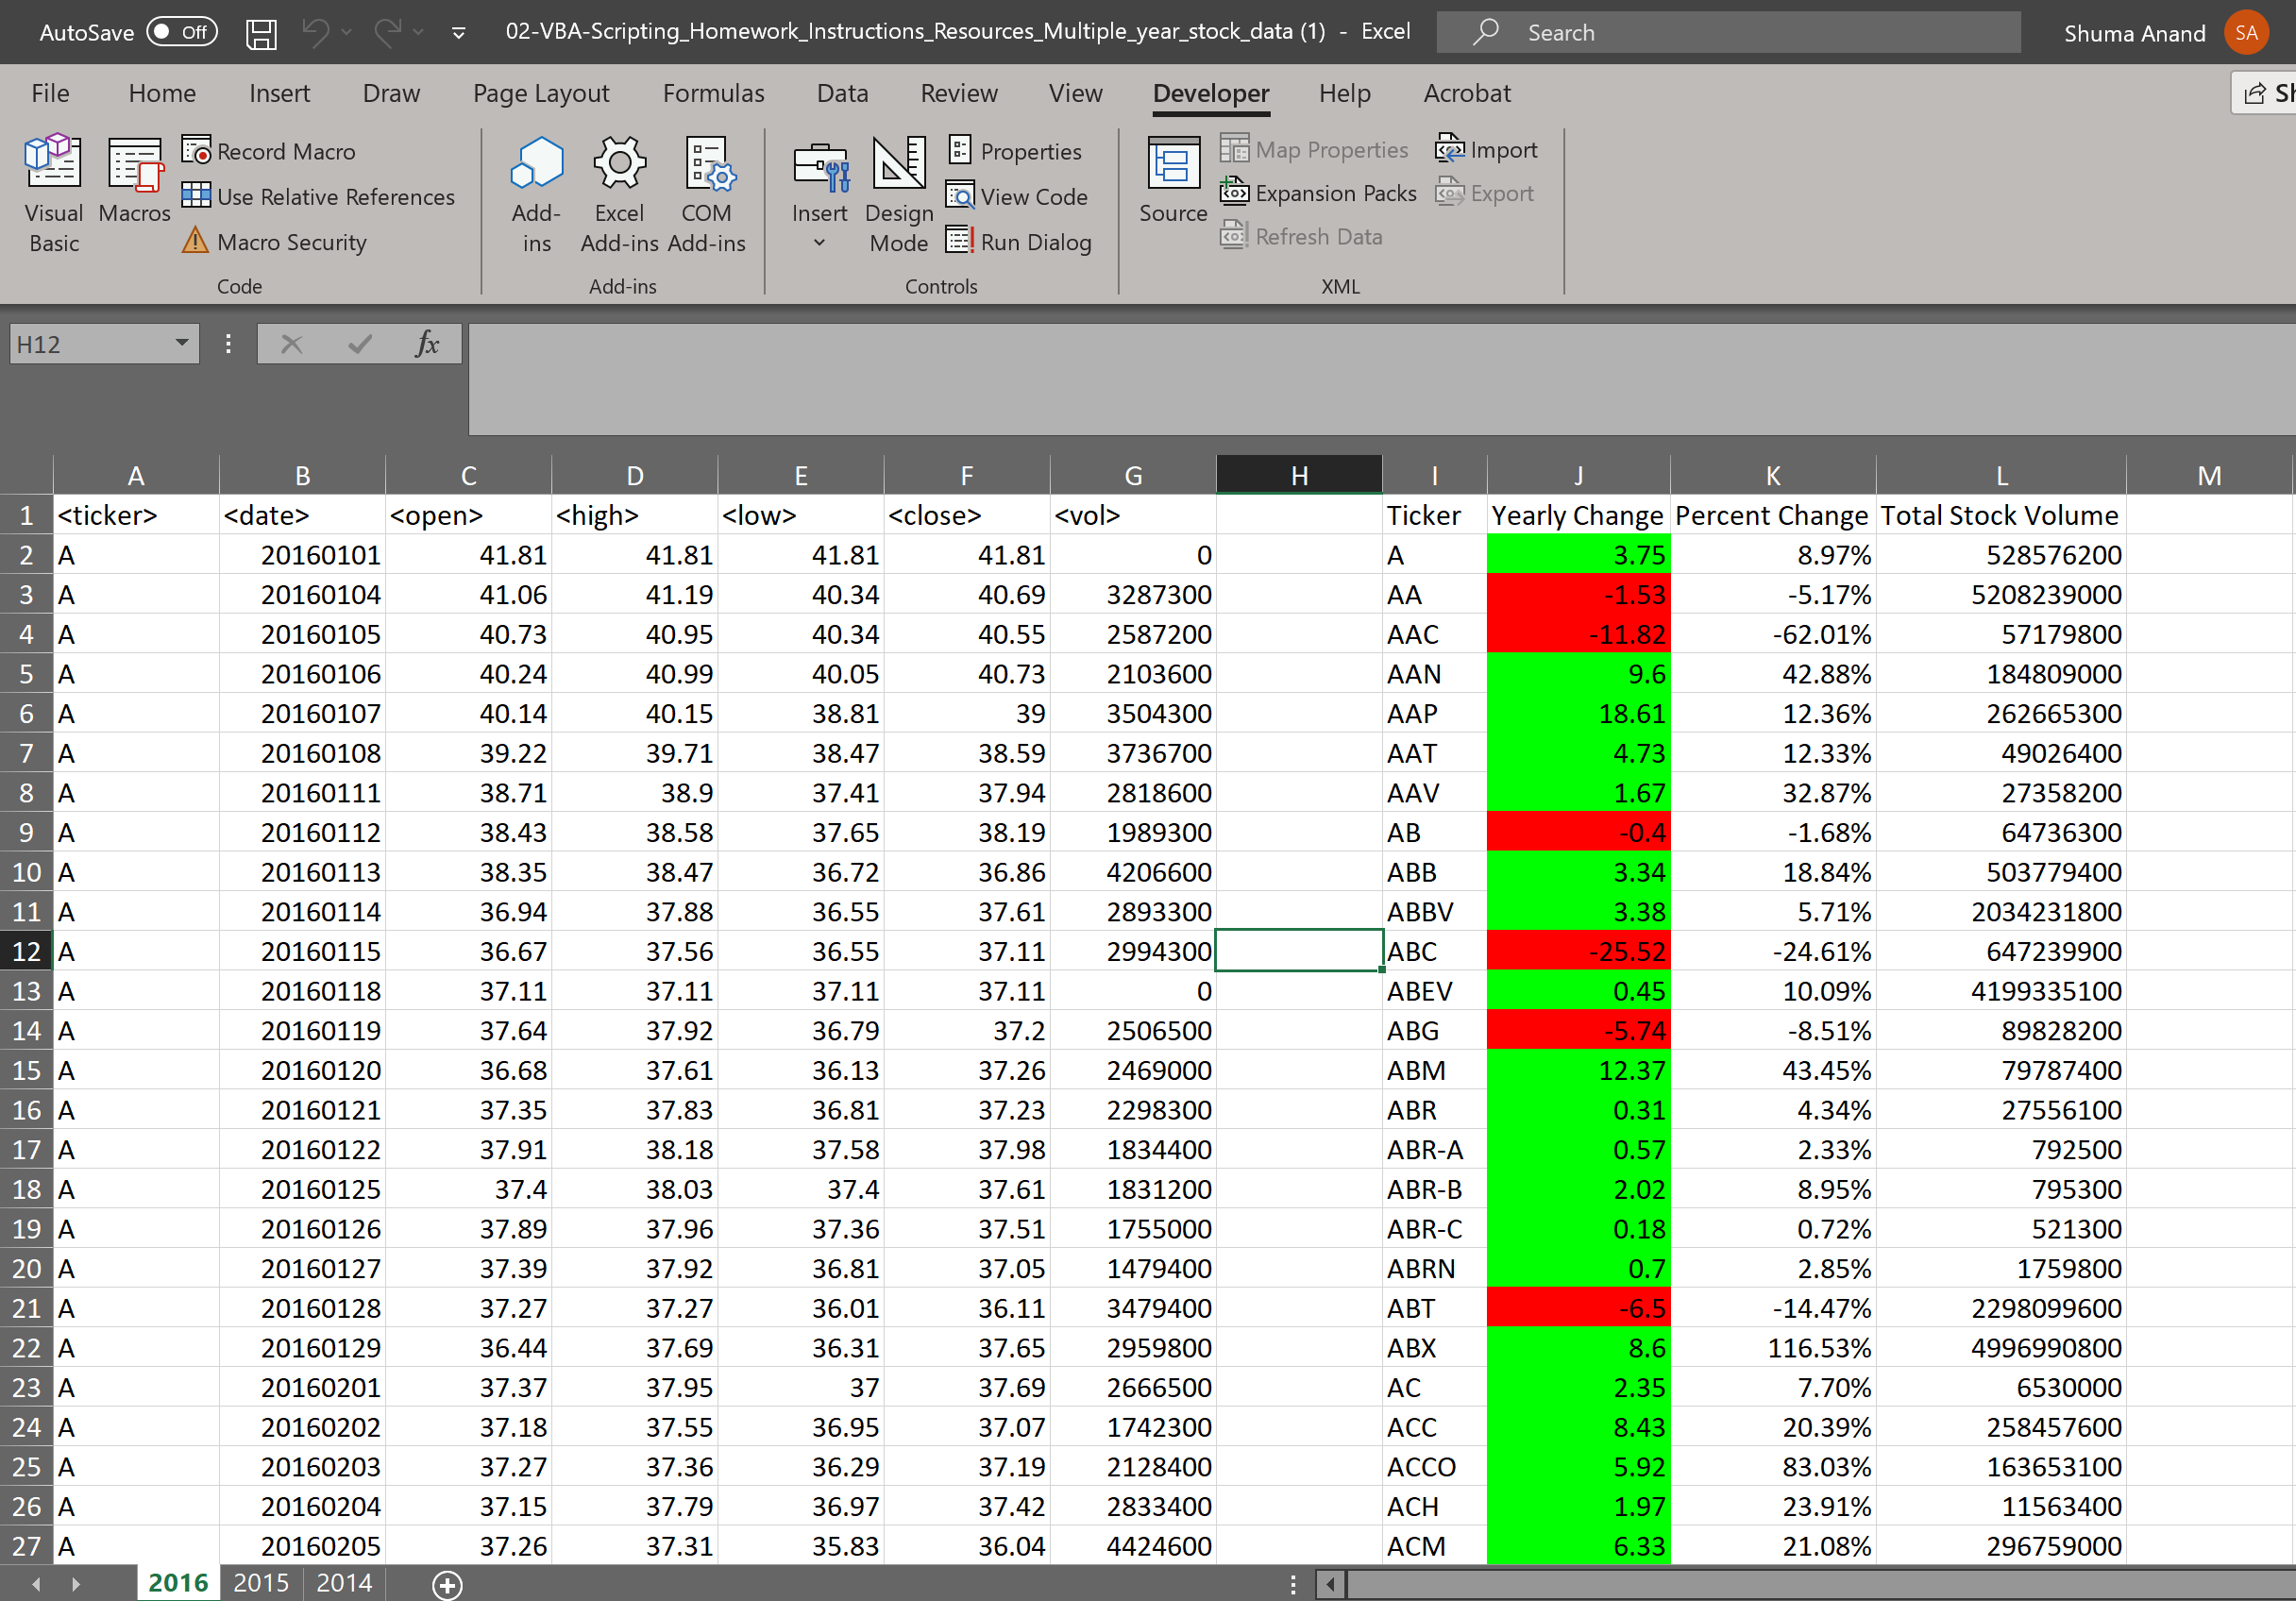 AutoSave Off 02-VBA-Scripting_Homework_Instructions_Resources_Multiple_year_stock_data (1) - Excel Search Shuma Anand SA
File Home Insert Draw Page Layout Formulas Data Review View Developer Help Acrobat
Visual Basic
Macros
Record Macro
Use Relative References
Macro Security
Code
Add-ins
Excel Add-ins
COM Add-ins
Add-ins
Insert
Design Mode
Properties
View Code
Run Dialog
Controls
Source
Map Properties
Expansion Packs
Refresh Data
Import
Export
XML
H12 fx
A B C D E F G H I J K L M
1 <ticker> <date> <open> <high> <low> <close> <vol> Ticker Yearly Change Percent Change Total Stock Volume
2 A 20160101 41.81 41.81 41.81 41.81 0 A 3.75 8.97% 528576200
3 A 20160104 41.06 41.19 40.34 40.69 3287300 AA -1.53 -5.17% 5208239000
4 A 20160105 40.73 40.95 40.34 40.55 2587200 AAC -11.82 -62.01% 57179800
5 A 20160106 40.24 40.99 40.05 40.73 2103600 AAN 9.6 42.88% 184809000
6 A 20160107 40.14 40.15 38.81 39 3504300 AAP 18.61 12.36% 262665300
7 A 20160108 39.22 39.71 38.47 38.59 3736700 AAT 4.73 12.33% 49026400
8 A 20160111 38.71 38.9 37.41 37.94 2818600 AAV 1.67 32.87% 27358200
9 A 20160112 38.43 38.58 37.65 38.19 1989300 AB -0.4 -1.68% 64736300
10 A 20160113 38.35 38.47 36.72 36.86 4206600 ABB 3.34 18.84% 503779400
11 A 20160114 36.94 37.88 36.55 37.61 2893300 ABBV 3.38 5.71% 2034231800
12 A 20160115 36.67 37.56 36.55 37.11 2994300 ABC -25.52 -24.61% 647239900
13 A 20160118 37.11 37.11 37.11 37.11 0 ABEV 0.45 10.09% 4199335100
14 A 20160119 37.64 37.92 36.79 37.2 2506500 ABG -5.74 -8.51% 89828200
15 A 20160120 36.68 37.61 36.13 37.26 2469000 ABM 12.37 43.45% 79787400
16 A 20160121 37.35 37.83 36.81 37.23 2298300 ABR 0.31 4.34% 27556100
17 A 20160122 37.91 38.18 37.58 37.98 1834400 ABR-A 0.57 2.33% 792500
18 A 20160125 37.4 38.03 37.4 37.61 1831200 ABR-B 2.02 8.95% 795300
19 A 20160126 37.89 37.96 37.36 37.51 1755000 ABR-C 0.18 0.72% 521300
20 A 20160127 37.39 37.92 36.81 37.05 1479400 ABRN 0.7 2.85% 1759800
21 A 20160128 37.27 37.27 36.01 36.11 3479400 ABT -6.5 -14.47% 2298099600
22 A 20160129 36.44 37.69 36.31 37.65 2959800 ABX 8.6 116.53% 4996990800
23 A 20160201 37.37 37.95 37 37.69 2666500 AC 2.35 7.70% 6530000
24 A 20160202 37.18 37.55 36.95 37.07 1742300 ACC 8.43 20.39% 258457600
25 A 20160203 37.27 37.36 36.29 37.19 2128400 ACCO 5.92 83.03% 163653100
26 A 20160204 37.15 37.79 36.97 37.42 2833400 ACH 1.97 23.91% 11563400
27 A 20160205 37.26 37.31 35.83 36.04 4424600 ACM 6.33 21.08% 296759000
2016 2015 2014